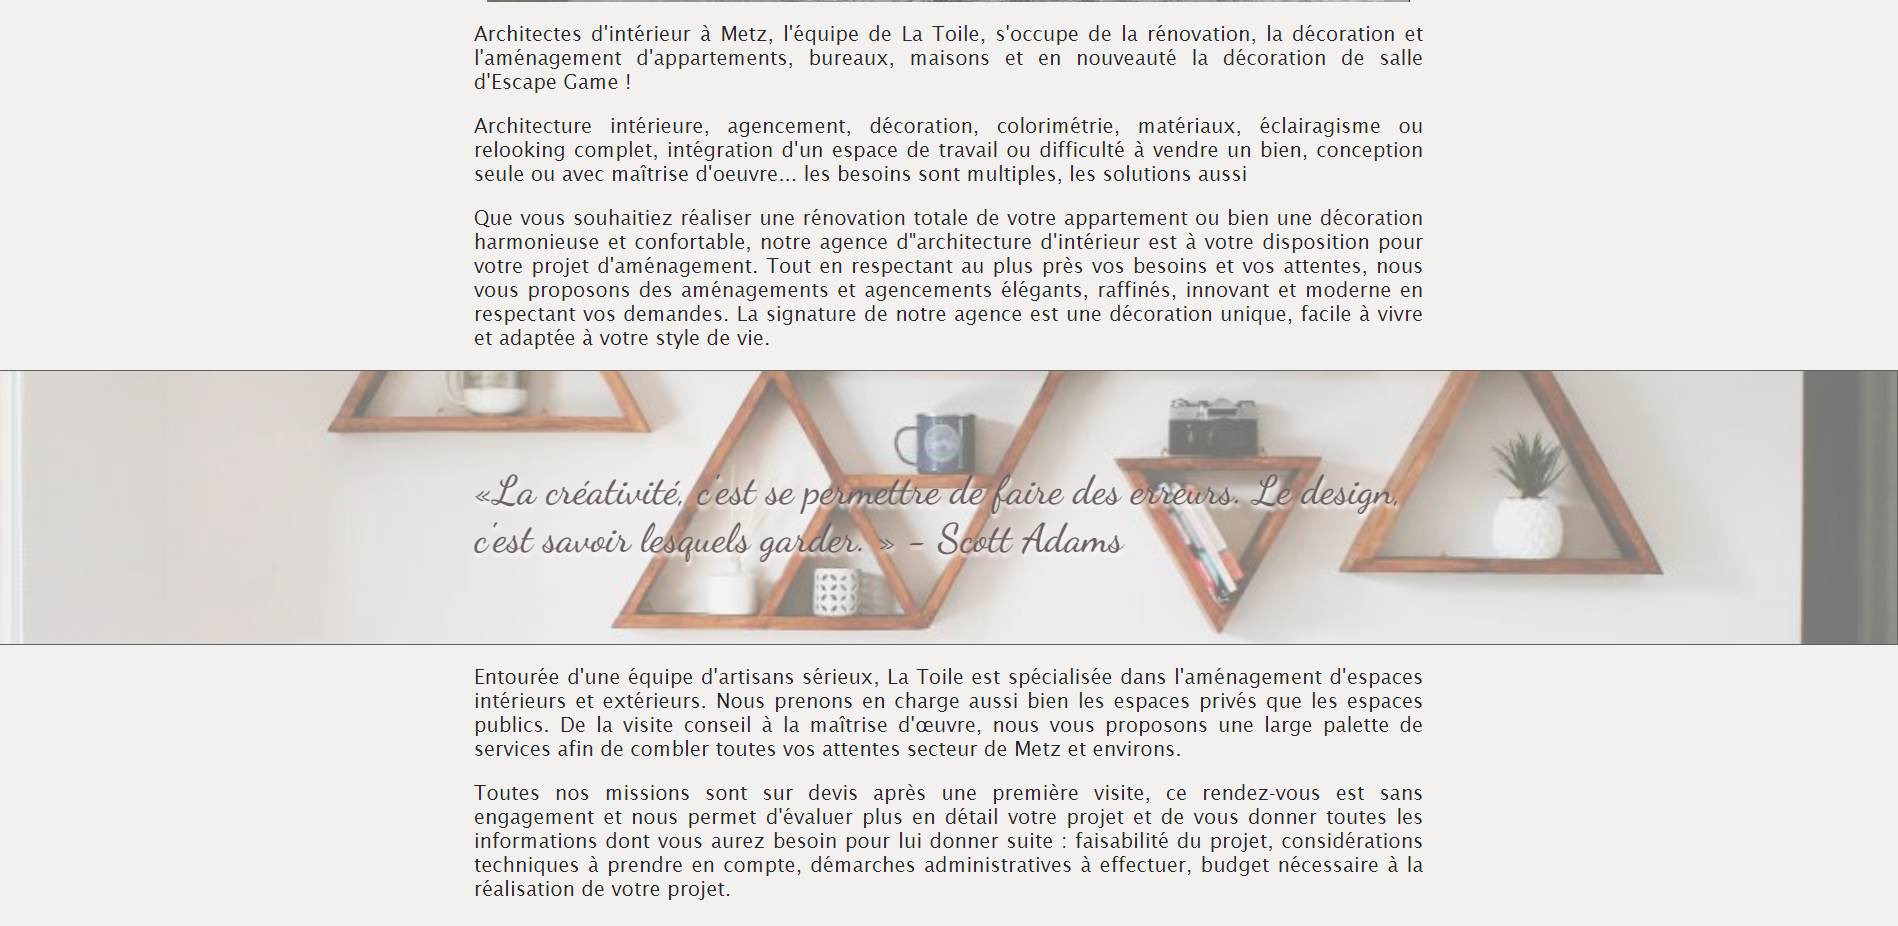 Architectes d'intérieur à Metz, l'équipe de La Toile, s'occupe de la rénovation, la décoration et
l'aménagement d'appartements, bureaux, maisons et en nouveauté la décoration de salle
d'Escape Game !
Architecture intérieure, agencement, décoration, colorimétrie, matériaux, éclairagisme ou
relooking complet, intégration d'un espace de travail ou difficulté à vendre un bien, conception
seule ou avec maîtrise d'oeuvre... les besoins sont multiples, les solutions aussi
Que vous souhaitiez réaliser une rénovation totale de votre appartement ou bien une décoration
harmonieuse et confortable, notre agence d"architecture d'intérieur est à votre disposition pour
votre projet d'aménagement. Tout en respectant au plus près vos besoins et vos attentes, nous
vous proposons des aménagements et agencements élégants, raffinés, innovant et moderne en
respectant vos demandes. La signature de notre agence est une décoration unique, facile à vivre
et adaptée à votre style de vie.
«La créativité, c'est se permettre de faire des erreurs. Le design,
c'est savoir lesquels garder. » - Scott Adams
Entourée d'une équipe d'artisans sérieux, La Toile est spécialisée dans l'aménagement d'espaces
intérieurs et extérieurs. Nous prenons en charge aussi bien les espaces privés que les espaces
publics. De la visite conseil à la maîtrise d'œuvre, nous vous proposons une large palette de
services afin de combler toutes vos attentes secteur de Metz et environs.
Toutes nos missions sont sur devis après une première visite, ce rendez-vous est sans
engagement et nous permet d'évaluer plus en détail votre projet et de vous donner toutes les
informations dont vous aurez besoin pour lui donner suite : faisabilité du projet, considérations
techniques à prendre en compte, démarches administratives à effectuer, budget nécessaire à la
réalisation de votre projet.